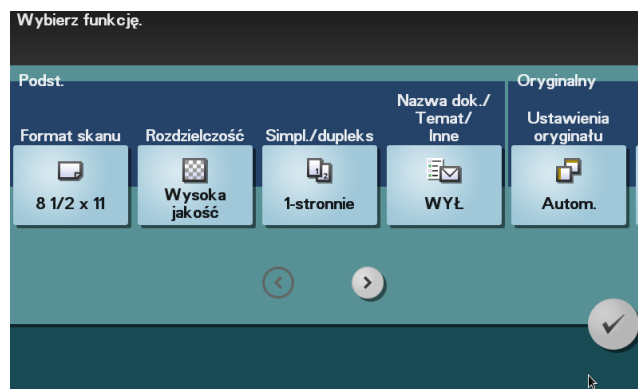 Wybierz funkcję.
Podst.
Oryginalny
Format skanu
Rozdzielczość
Simpl./dupleks
Nazwa dok./
Temat/
Inne
Ustawienia
oryginału
8 1/2 x 11
Wysoka
jakość
1-stronnie
WYŁ
Autom.